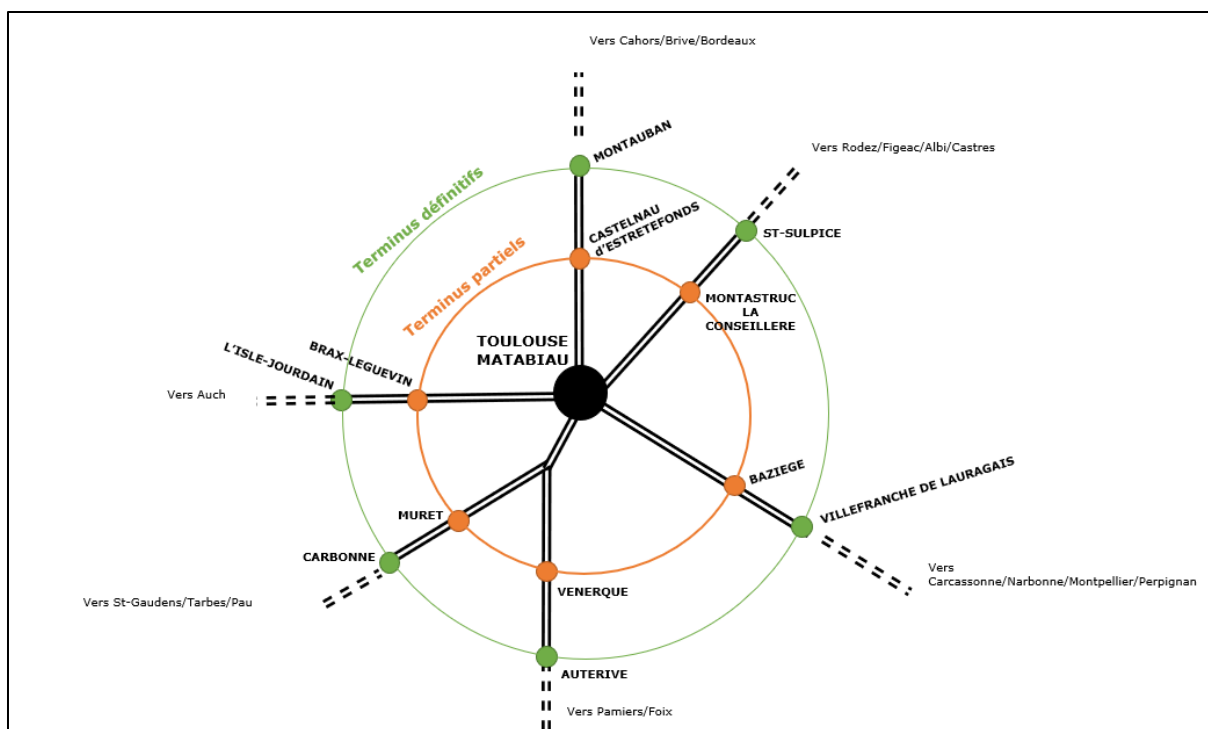 Vers Cahors/Brive/Bordeaux
MONTAUBAN
Vers Rodez/Figeac/Albi/Castres
Terminus définitifs
CASTELNAU
d'ESTRETEFONDS
ST-SULPICE
Terminus partiels
MONTASTRUC
LA
CONSEILLERE
TOULOUSE
MATABIAU
BRAX-LEGUEVIN
L'ISLE-JOURDAIN
Vers Auch
BAZIEGE
VILLEFRANCHE DE LAURAGAIS
MURET
CARBONNE
Vers
Carcassonne/Narbonne/Montpellier/Perpignan
VENERQUE
Vers St-Gaudens/Tarbes/Pau
AUTERIVE
Vers Pamiers/Foix